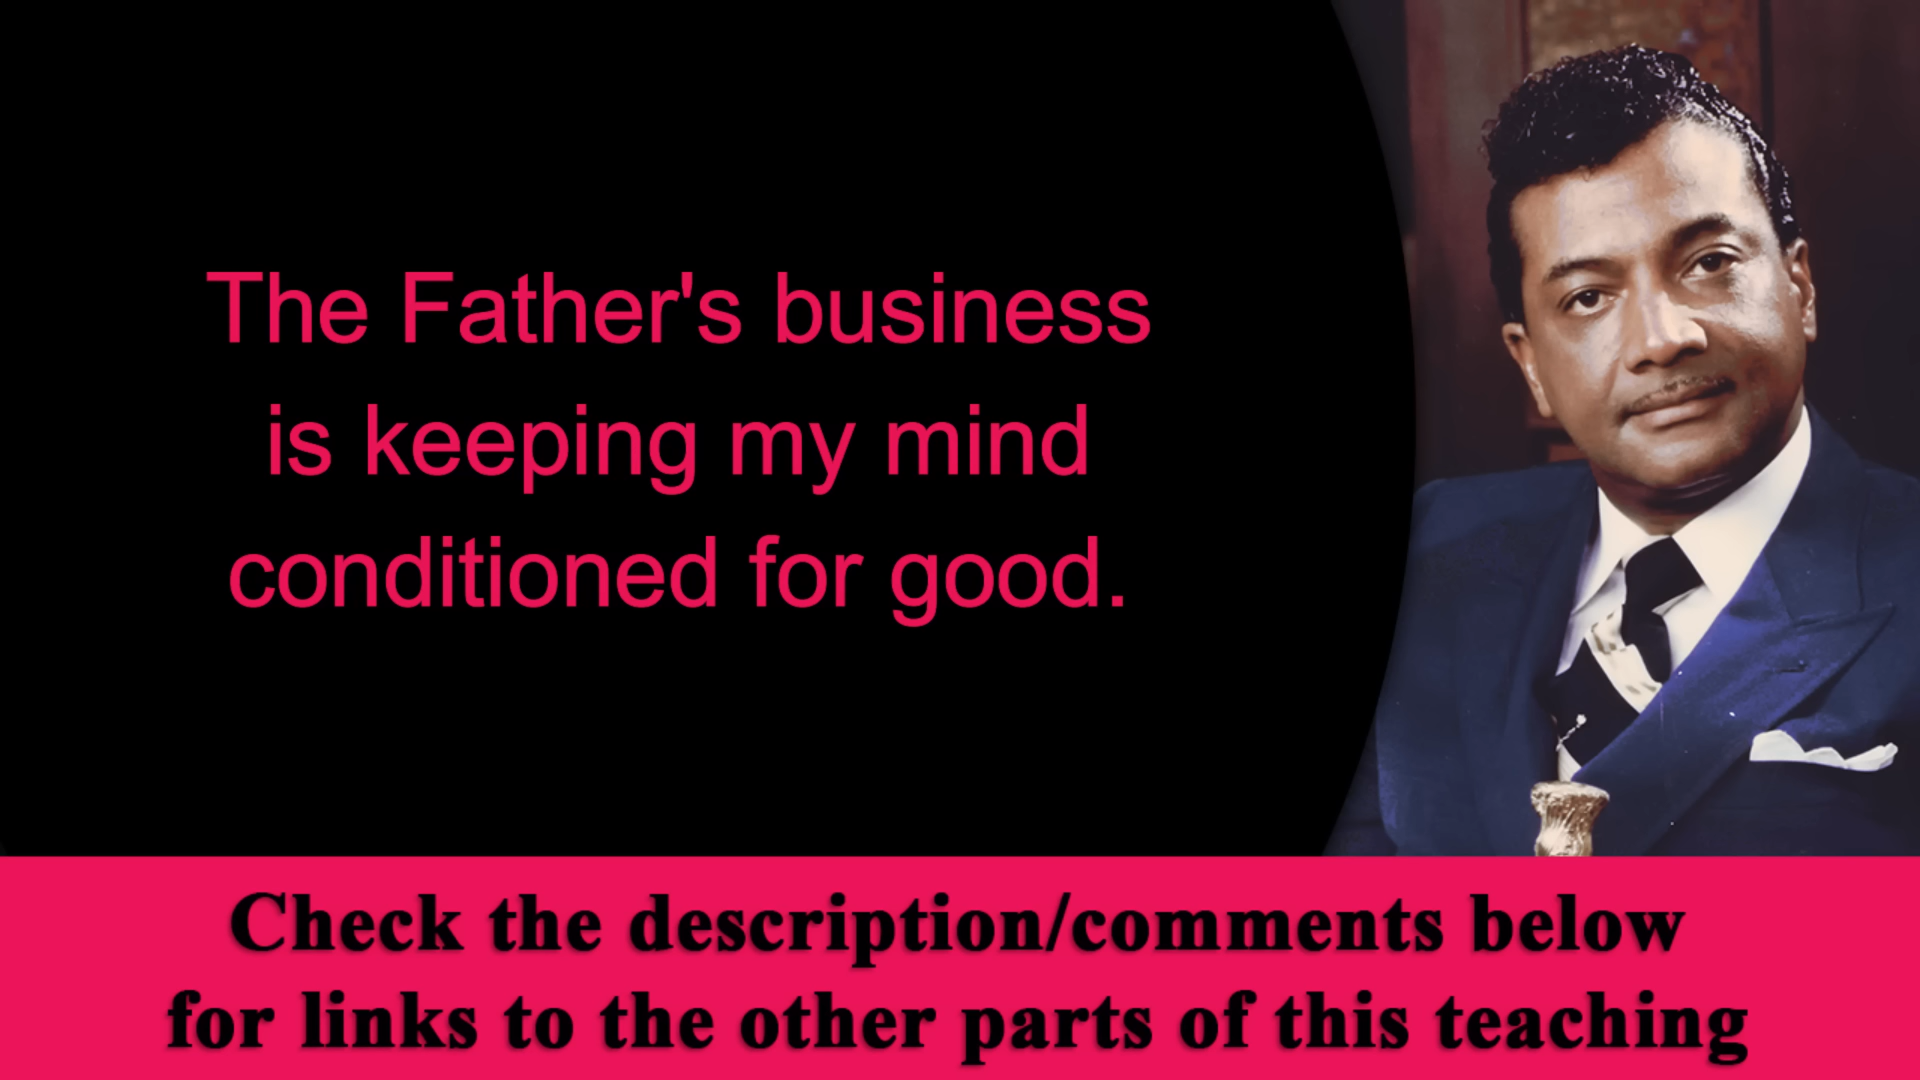 The Father's business
is keeping my mind
conditioned for good.
Check the description/comments below
for links to the other parts of this teaching